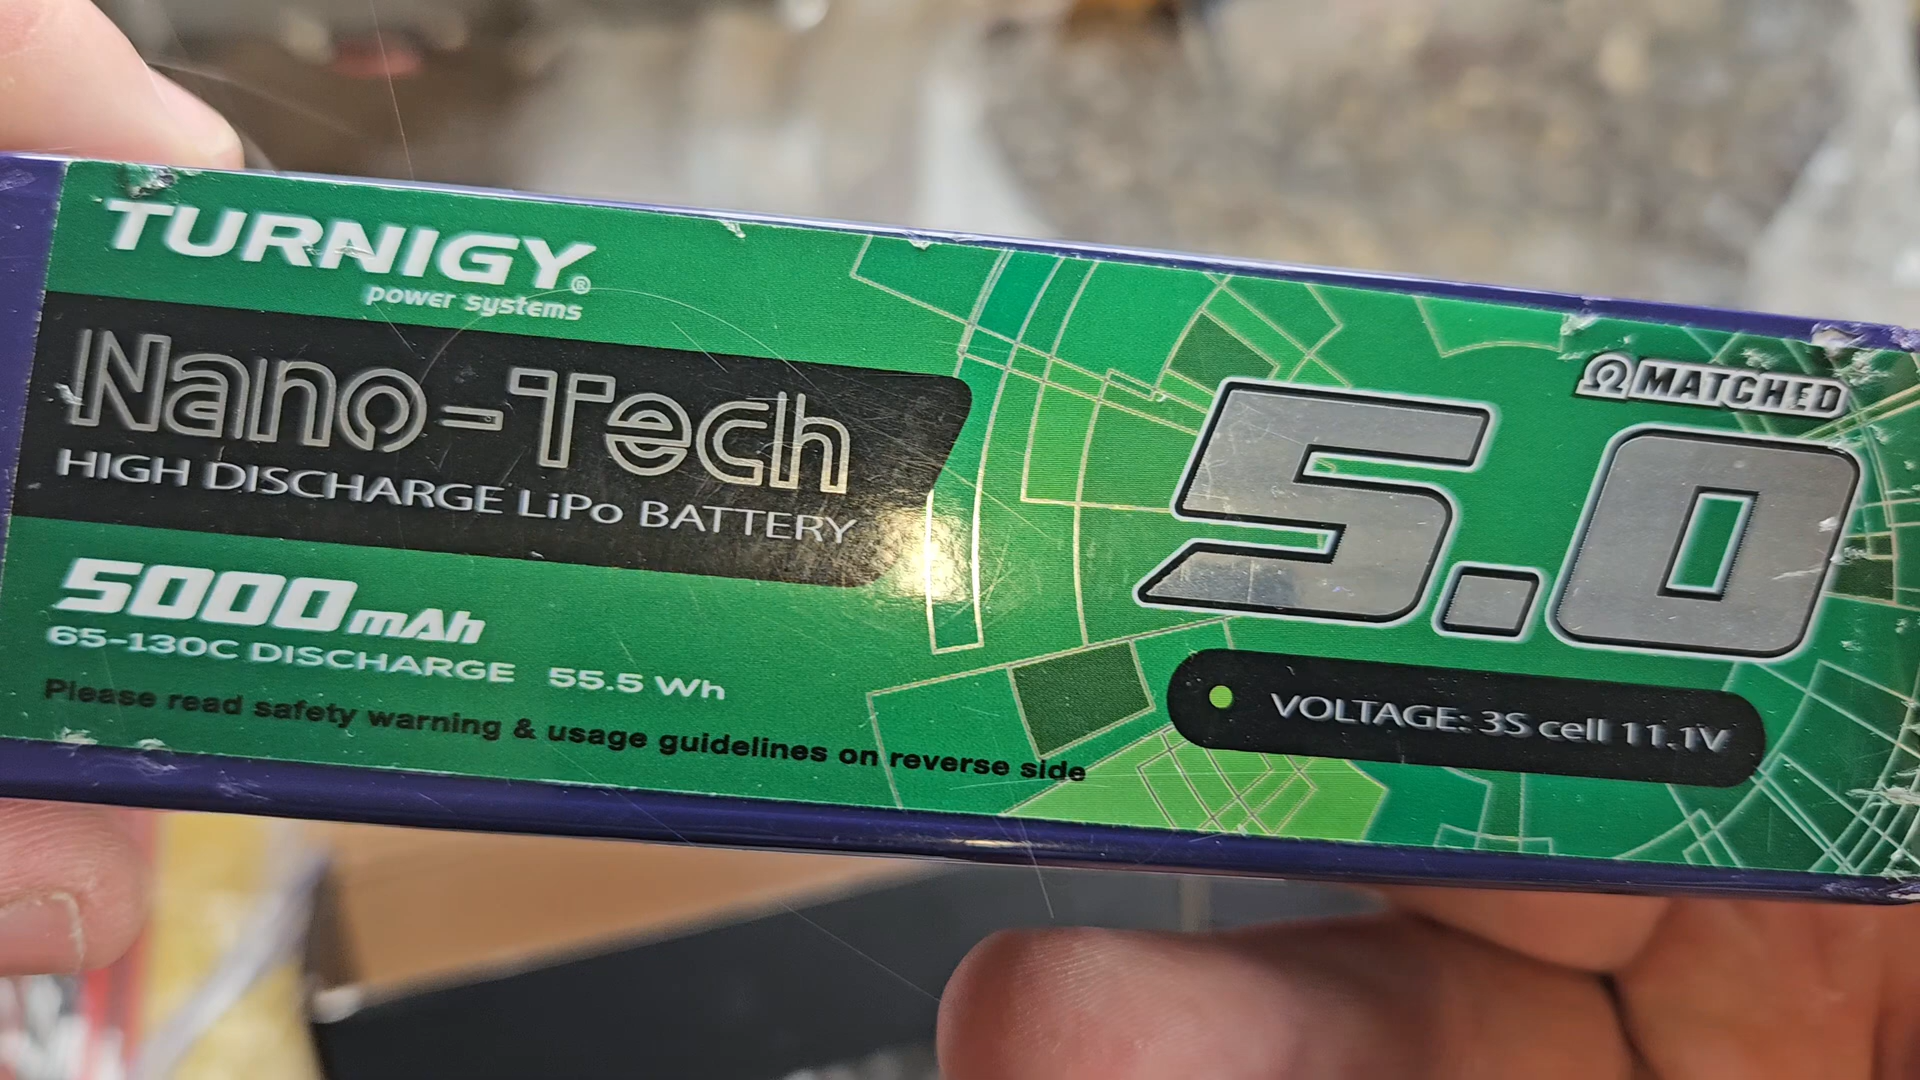 TURNIGY®
power systems
Nano-Tech
HIGH DISCHARGE LiPo BATTERY
5000mAh
65-130C DISCHARGE 55.5 Wh
Please read safety warning & usage guidelines on reverse side
Ω MATCHED
5.0
VOLTAGE: 3S cell 11.1V